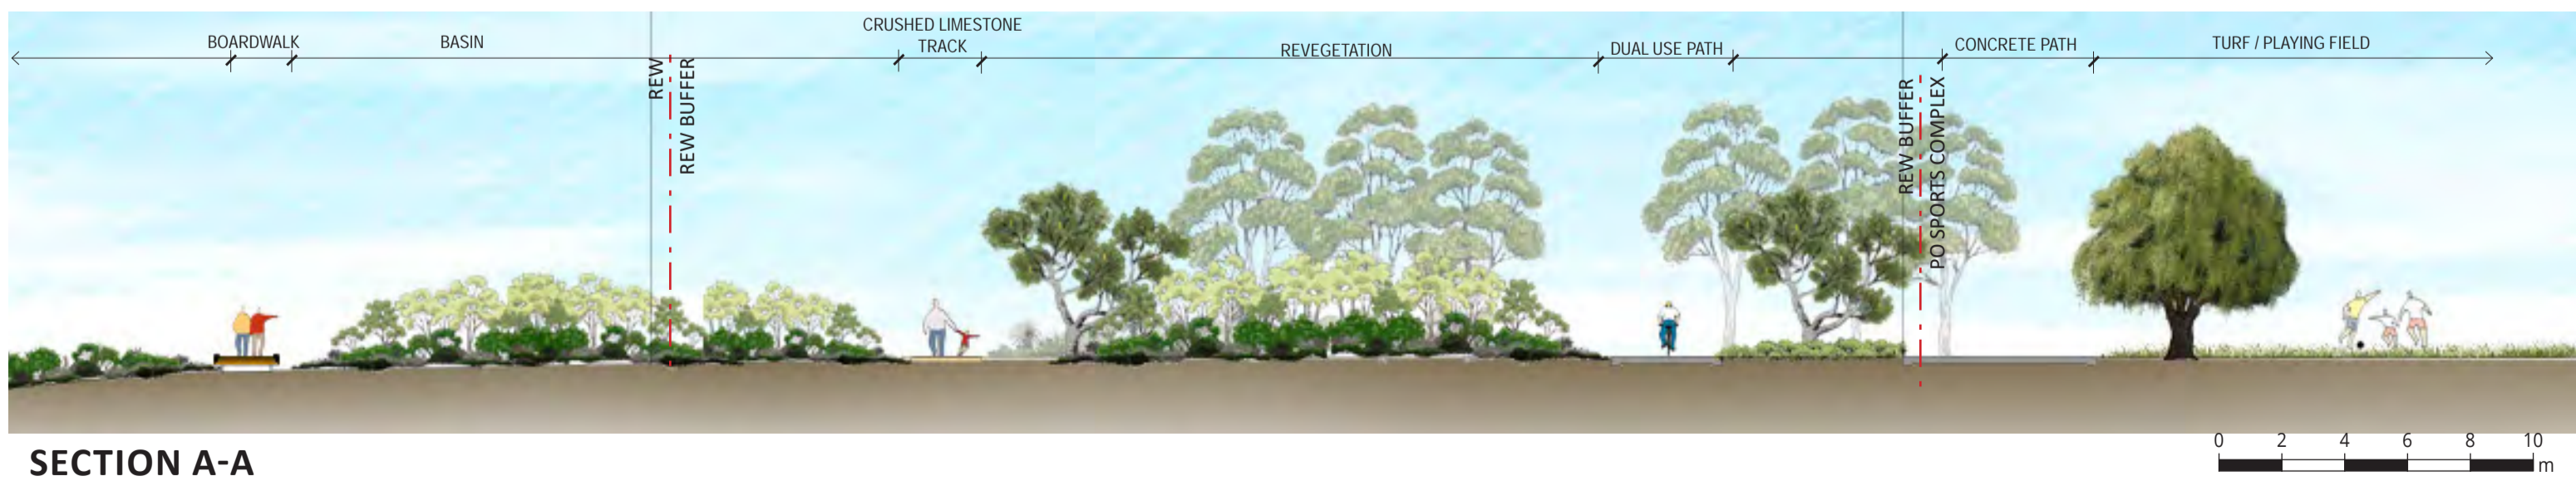 BOARDWALK
BASIN
CRUSHED LIMESTONE
TRACK
REVEGETATION
DUAL USE PATH
CONCRETE PATH
TURF / PLAYING FIELD
REW
REW BUFFER
REW BUFFER
PO SPORTS COMPLEX
SECTION A-A
0 2 4 6 8 10
m